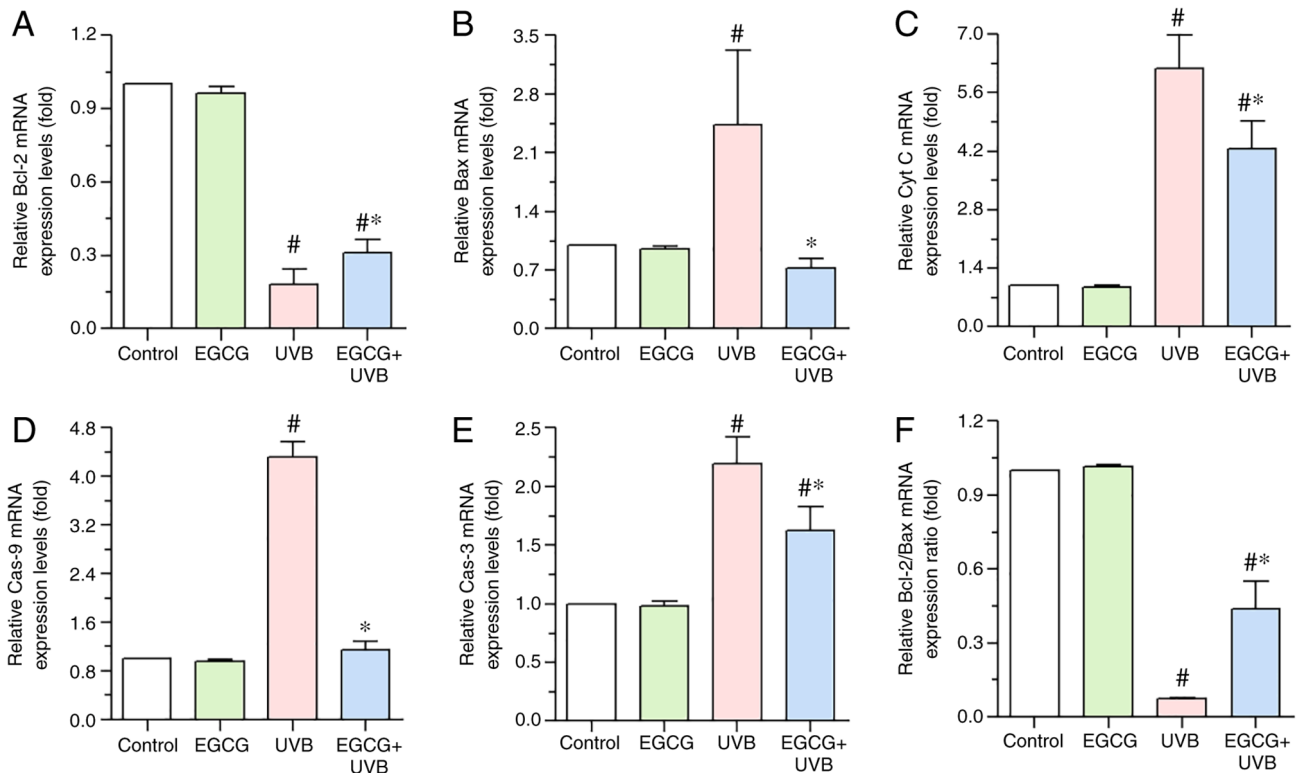 A
Relative Bcl-2 mRNA
expression levels (fold)
1.2
0.9
0.6
0.3
0.0
#
#*
Control
EGCG
UVB
EGCG+
UVB
B
Relative Bax mRNA
expression levels (fold)
3.5
2.8
2.1
1.4
0.7
0.0
#
*
Control
EGCG
UVB
EGCG+
UVB
C
Relative Cyt C mRNA
expression levels (fold)
7.0
5.6
4.2
2.8
1.4
0.0
#
#*
Control
EGCG
UVB
EGCG+
UVB
D
Relative Cas-9 mRNA
expression levels (fold)
4.8
4.0
3.2
2.4
1.6
0.8
0.0
#
*
Control
EGCG
UVB
EGCG+
UVB
E
Relative Cas-3 mRNA
expression levels (fold)
2.5
2.0
1.5
1.0
0.5
0.0
#
#*
Control
EGCG
UVB
EGCG+
UVB
F
Relative Bcl-2/Bax mRNA
expression ratio (fold)
1.2
0.9
0.6
0.3
0.0
#
#*
Control
EGCG
UVB
EGCG+
UVB